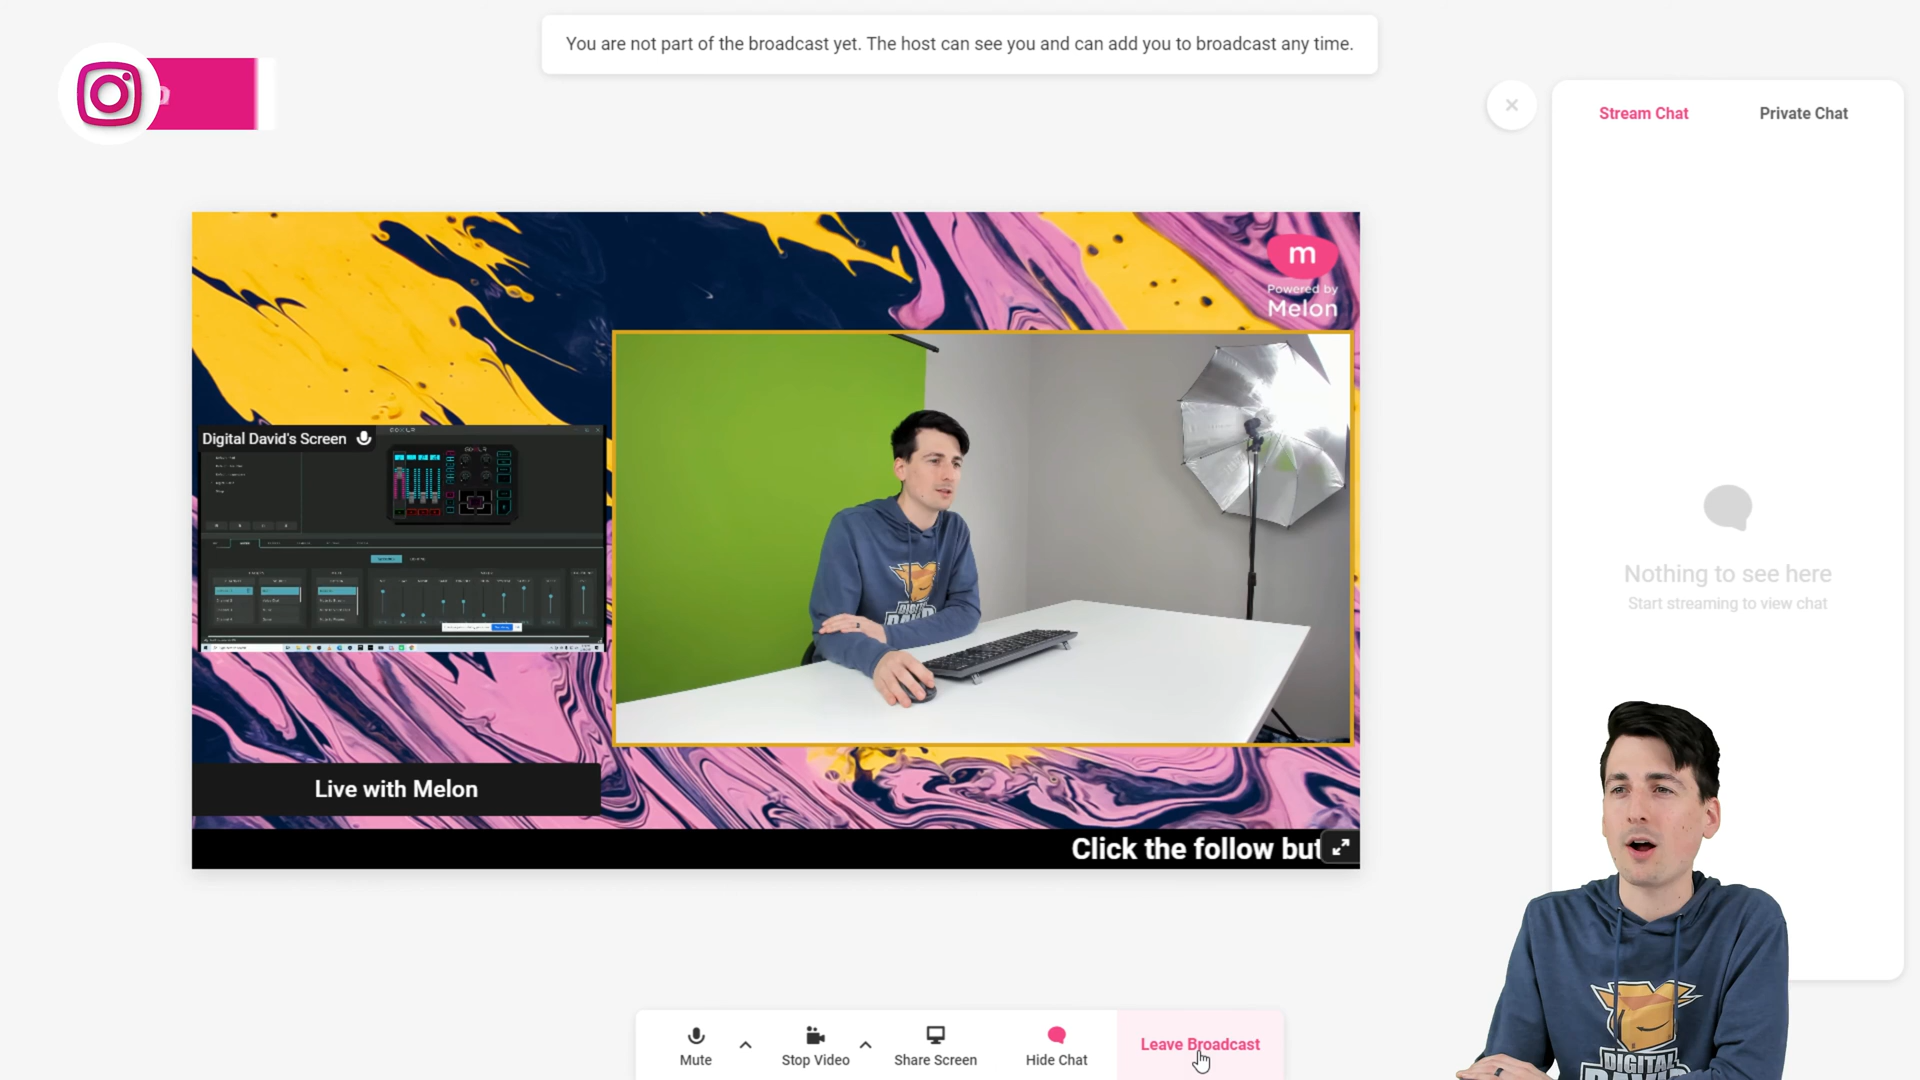 You are not part of the broadcast yet. The host can see you and can add you to broadcast any time.
Stream Chat
Private Chat
m
Powered by
Melon
Digital David's Screen
Nothing to see here
Start streaming to view chat
DIGITAL
Live with Melon
Click the follow but
Mute
Stop Video
Share Screen
Hide Chat
Leave Broadcast
DIGITAL